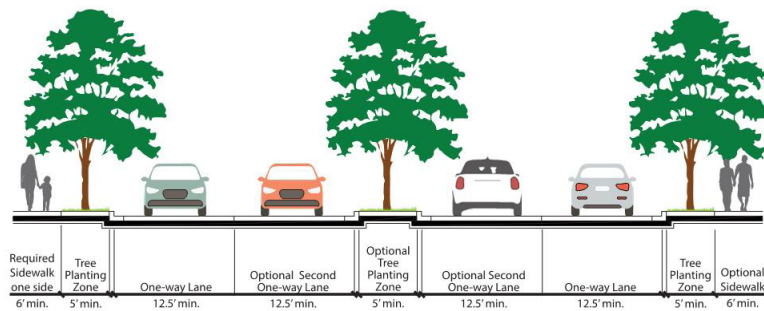 Required
Sidewalk
one side
6' min.
Tree
Planting
Zone
5' min.
One-way Lane
12.5' min.
Optional Second
One-way Lane
12.5' min.
Optional
Tree
Planting
Zone
5' min.
Optional Second
One-way Lane
12.5' min.
One-way Lane
12.5' min.
Tree
Planting
Zone
5' min.
Optional
Sidewalk
6' min.